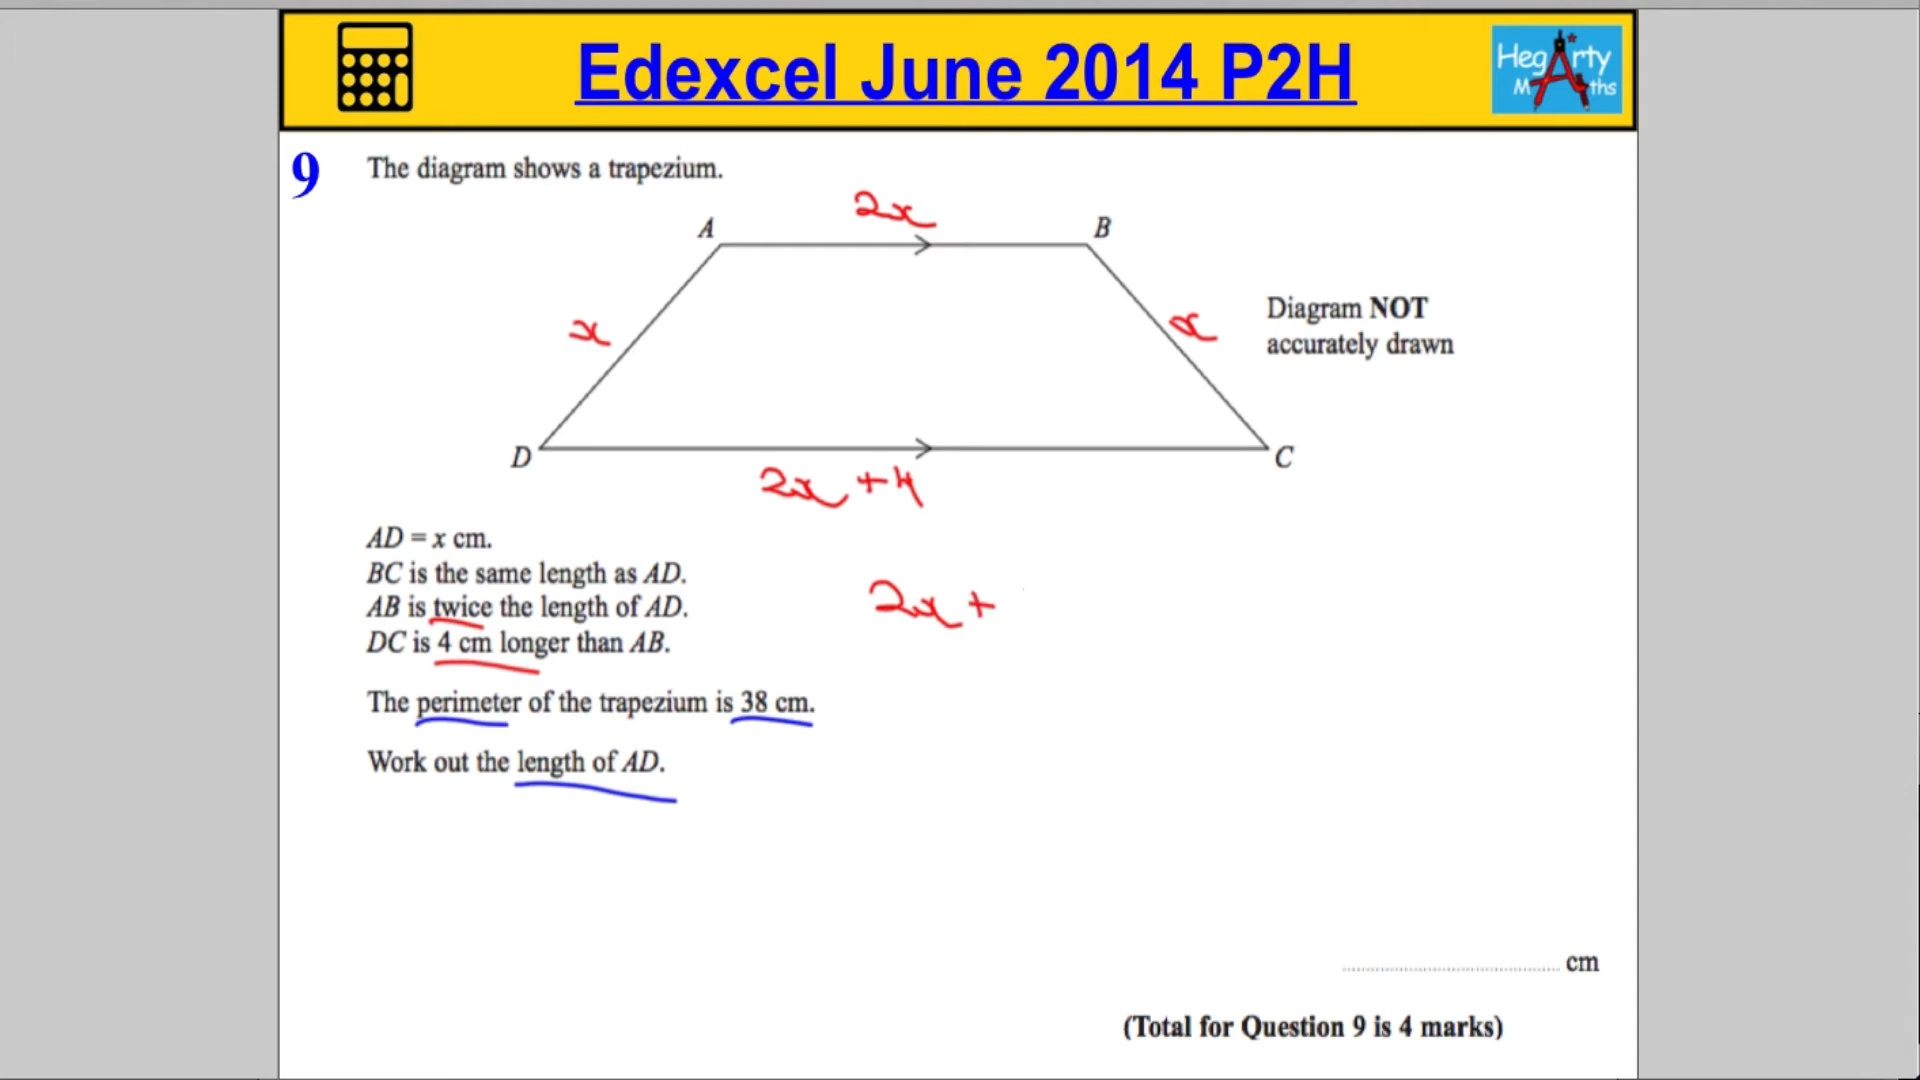 Edexcel June 2014 P2H
Hegarty
Maths
9
The diagram shows a trapezium.
2x
A
B
x
x
Diagram NOT
accurately drawn
D
C
2x + 4
AD = x cm.
BC is the same length as AD.
AB is twice the length of AD.
2x +
DC is 4 cm longer than AB.
The perimeter of the trapezium is 38 cm.
Work out the length of AD.
.......................................... cm
(Total for Question 9 is 4 marks)